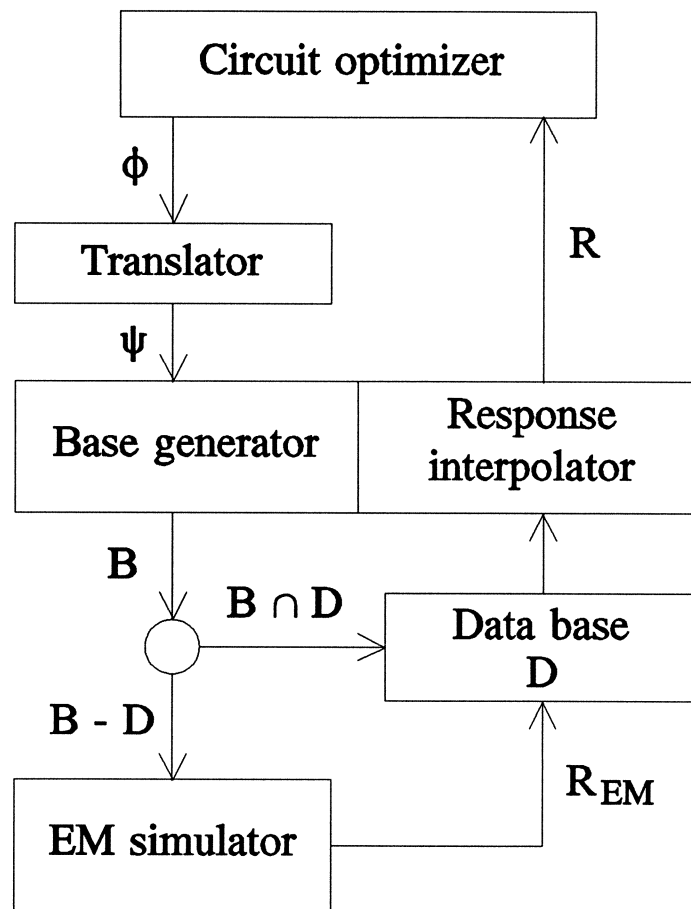 Circuit optimizer
ϕ
R
Translator
ψ
Base generator
Response
interpolator
B
B ∩ D
Data base
D
B - D
R_EM
EM simulator